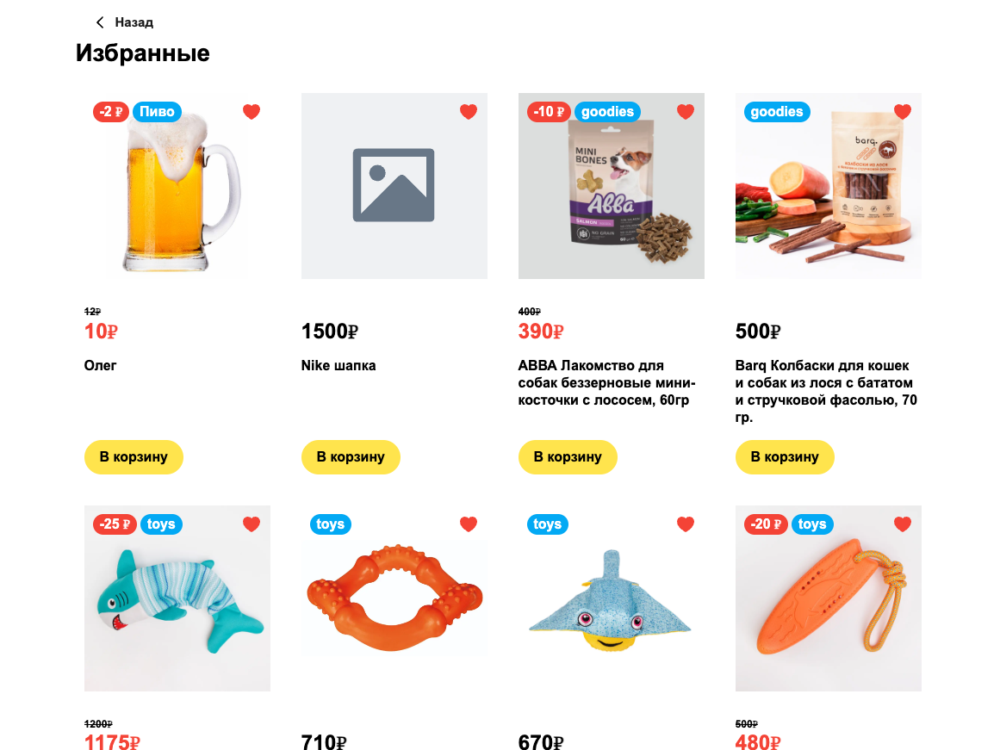 Назад
Избранные
-2 ₽ Пиво
-10 ₽ goodies
MINI
BONES
Абба
SALMON
NO GRAIN
goodies
barq.
колбаски из лося
12₽
10₽
Олег
В корзину
1500₽
Nike шапка
В корзину
400₽
390₽
АВВА Лакомство для
собак беззерновые мини-
косточки с лососем, 60гр
В корзину
500₽
Barq Колбаски для кошек
и собак из лося с бататом
и стручковой фасолью, 70
гр.
В корзину
-25 ₽ toys
1200₽
1175₽
toys
710₽
toys
670₽
-20 ₽ toys
500₽
480₽